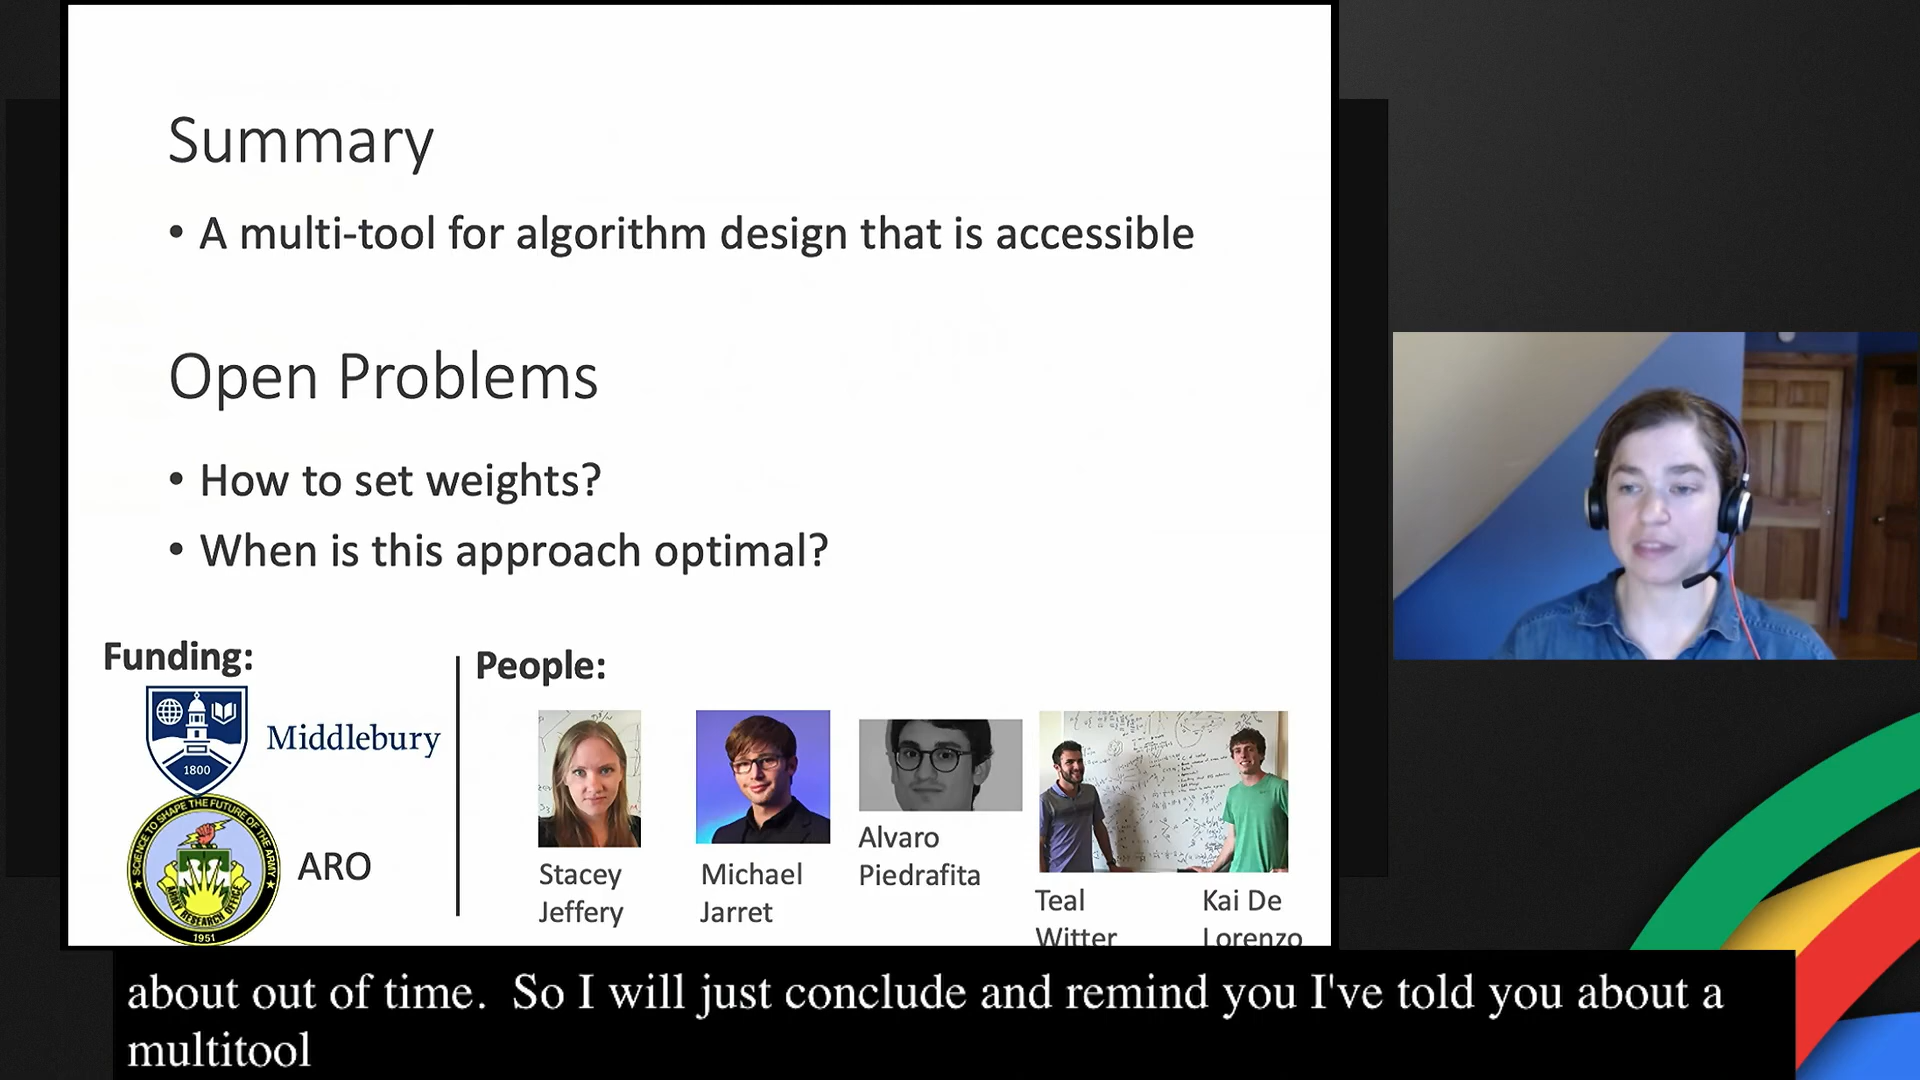 Summary
• A multi-tool for algorithm design that is accessible
Open Problems
• How to set weights?
• When is this approach optimal?
Funding:
1800
Middlebury
SCIENCE TO SHAPE THE FUTURE OF THE ARMY
ARMY RESEARCH OFFICE
1951
ARO
People:
Stacey
Jeffery
Michael
Jarret
Alvaro
Piedrafita
Teal
Witter
Kai De
Lorenzo
about out of time.  So I will just conclude and remind you I've told you about a
multitool